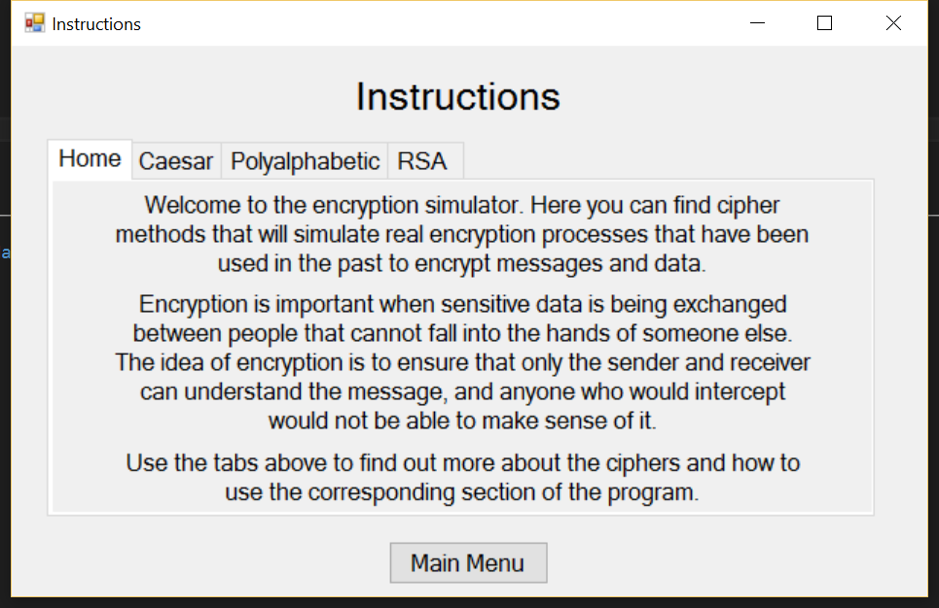 Instructions
Instructions
Home Caesar Polyalphabetic RSA
Welcome to the encryption simulator. Here you can find cipher
methods that will simulate real encryption processes that have been
used in the past to encrypt messages and data.
Encryption is important when sensitive data is being exchanged
between people that cannot fall into the hands of someone else.
The idea of encryption is to ensure that only the sender and receiver
can understand the message, and anyone who would intercept
would not be able to make sense of it.
Use the tabs above to find out more about the ciphers and how to
use the corresponding section of the program.
Main Menu